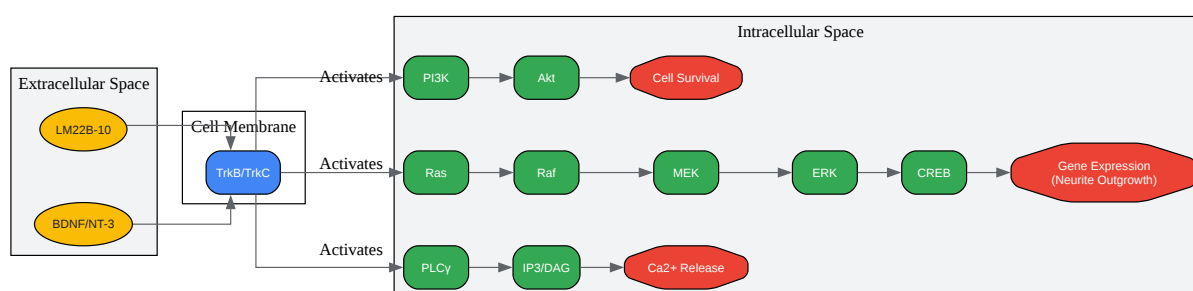 Extracellular Space
LM22B-10
BDNF/NT-3
Cell Membrane
TrkB/TrkC
Intracellular Space
Activates
PI3K
Akt
Cell Survival
Activates
Ras
Raf
MEK
ERK
CREB
Gene Expression
(Neurite Outgrowth)
Activates
PLCγ
IP3/DAG
Ca2+ Release